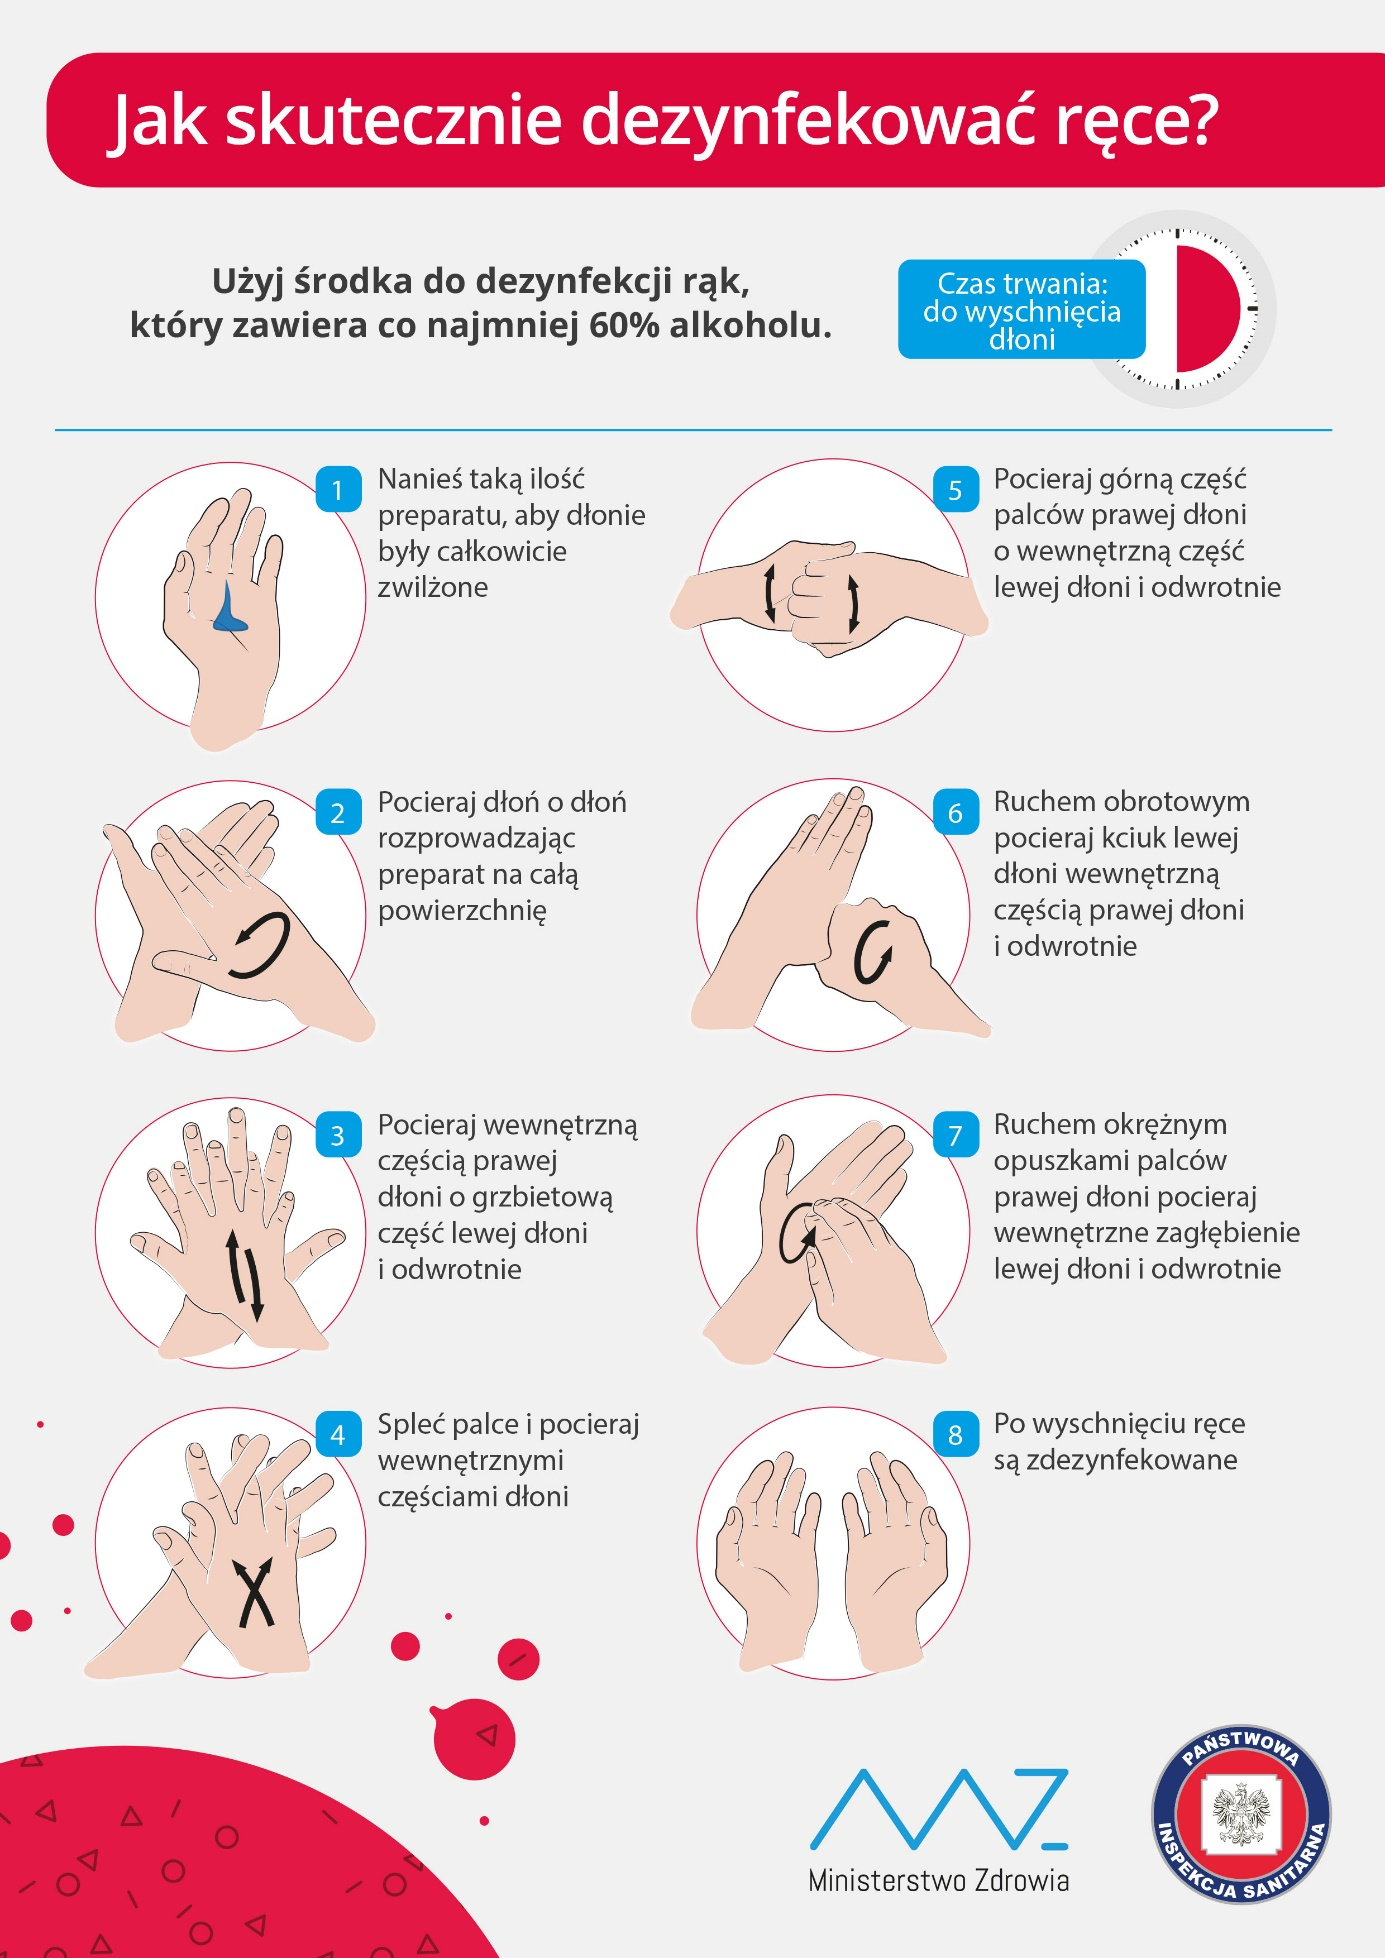 Jak skutecznie dezynfekować ręce?
Użyj środka do dezynfekcji rąk,
który zawiera co najmniej 60% alkoholu.
Czas trwania:
do wyschnięcia
dłoni
1
Nanieś taką ilość
preparatu, aby dłonie
były całkowicie
zwilżone
2
Pocieraj dłoń o dłoń
rozprowadzając
preparat na całą
powierzchnię
3
Pocieraj wewnętrzną
częścią prawej
dłoni o grzbietową
część lewej dłoni
i odwrotnie
4
Spleć palce i pocieraj
wewnętrznymi
częściami dłoni
5
Pocieraj górną część
palców prawej dłoni
o wewnętrzną część
lewej dłoni i odwrotnie
6
Ruchem obrotowym
pocieraj kciuk lewej
dłoni wewnętrzną
częścią prawej dłoni
i odwrotnie
7
Ruchem okrężnym
opuszkami palców
prawej dłoni pocieraj
wewnętrzne zagłębienie
lewej dłoni i odwrotnie
8
Po wyschnięciu ręce
są zdezynfekowane
MZ
Ministerstwo Zdrowia
PAŃSTWOWA
INSPEKCJA SANITARNA